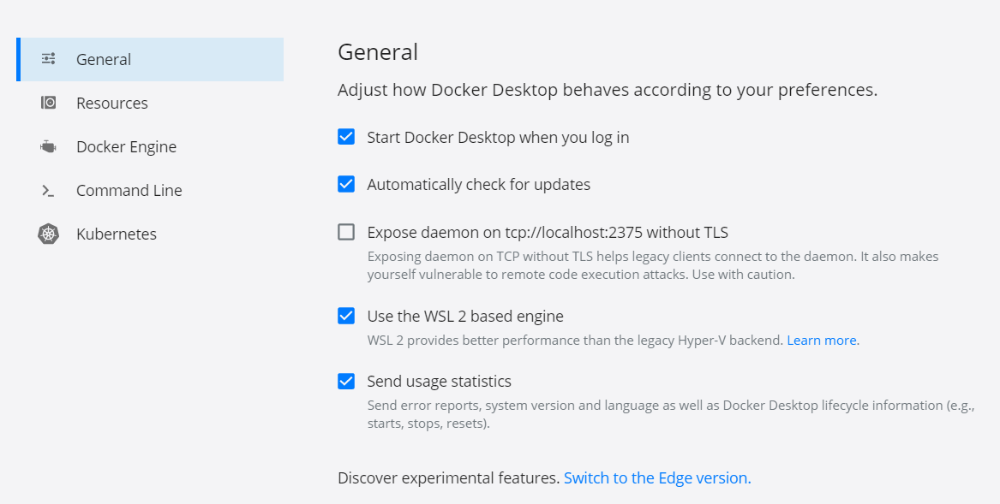 General
Resources
Docker Engine
Command Line
Kubernetes
General
Adjust how Docker Desktop behaves according to your preferences.
Start Docker Desktop when you log in
Automatically check for updates
Expose daemon on tcp://localhost:2375 without TLS
Exposing daemon on TCP without TLS helps legacy clients connect to the daemon. It also makes
yourself vulnerable to remote code execution attacks. Use with caution.
Use the WSL 2 based engine
WSL 2 provides better performance than the legacy Hyper-V backend. Learn more.
Send usage statistics
Send error reports, system version and language as well as Docker Desktop lifecycle information (e.g.,
starts, stops, resets).
Discover experimental features. Switch to the Edge version.